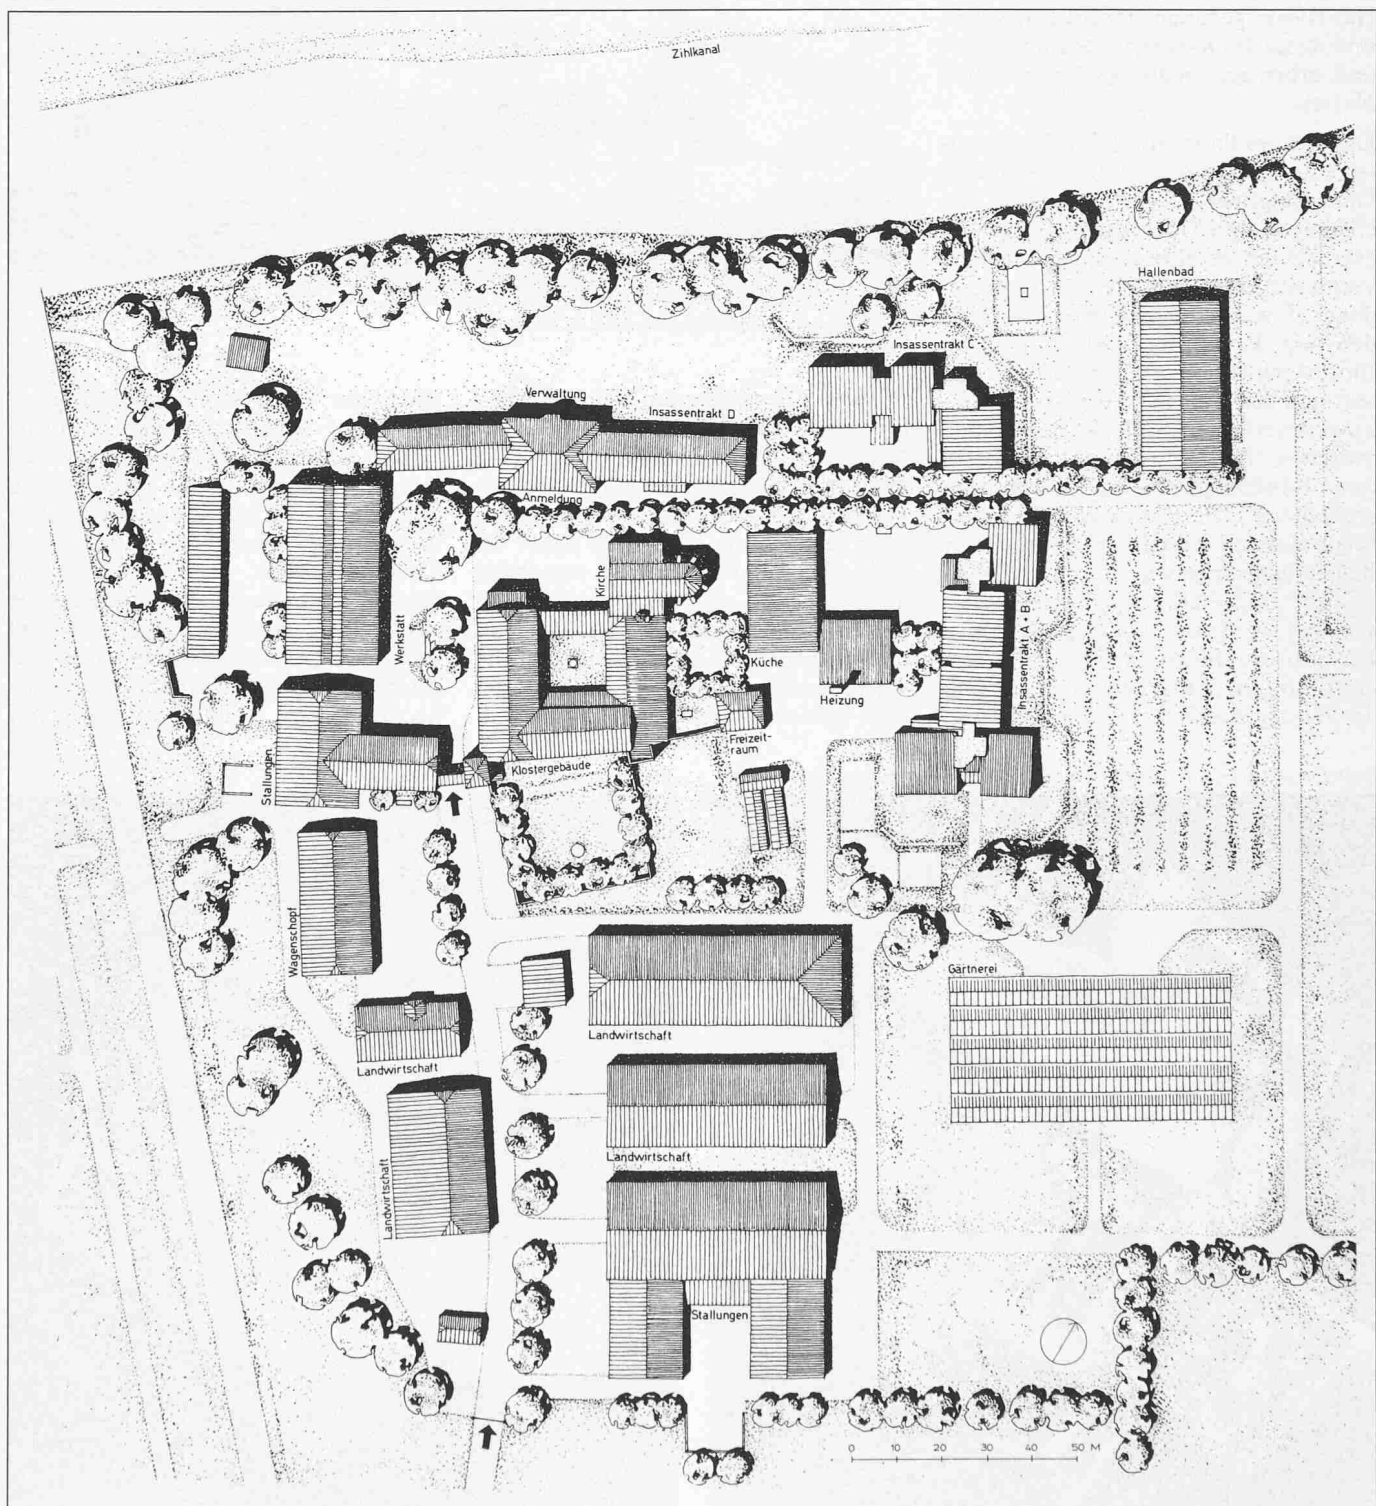 Zihlkanal
Hallenbad
Insassentrakt C
Verwaltung
Insassentrakt D
Anmeldung
Kirche
Werkstatt
Küche
Insassentrakt A + B
Heizung
Freizeit-
raum
Klostergebäude
Stallungen
Wagenschopf
Gärtnerei
Landwirtschaft
Landwirtschaft
Landwirtschaft
Landwirtschaft
Stallungen
0 10 20 30 40 50 M